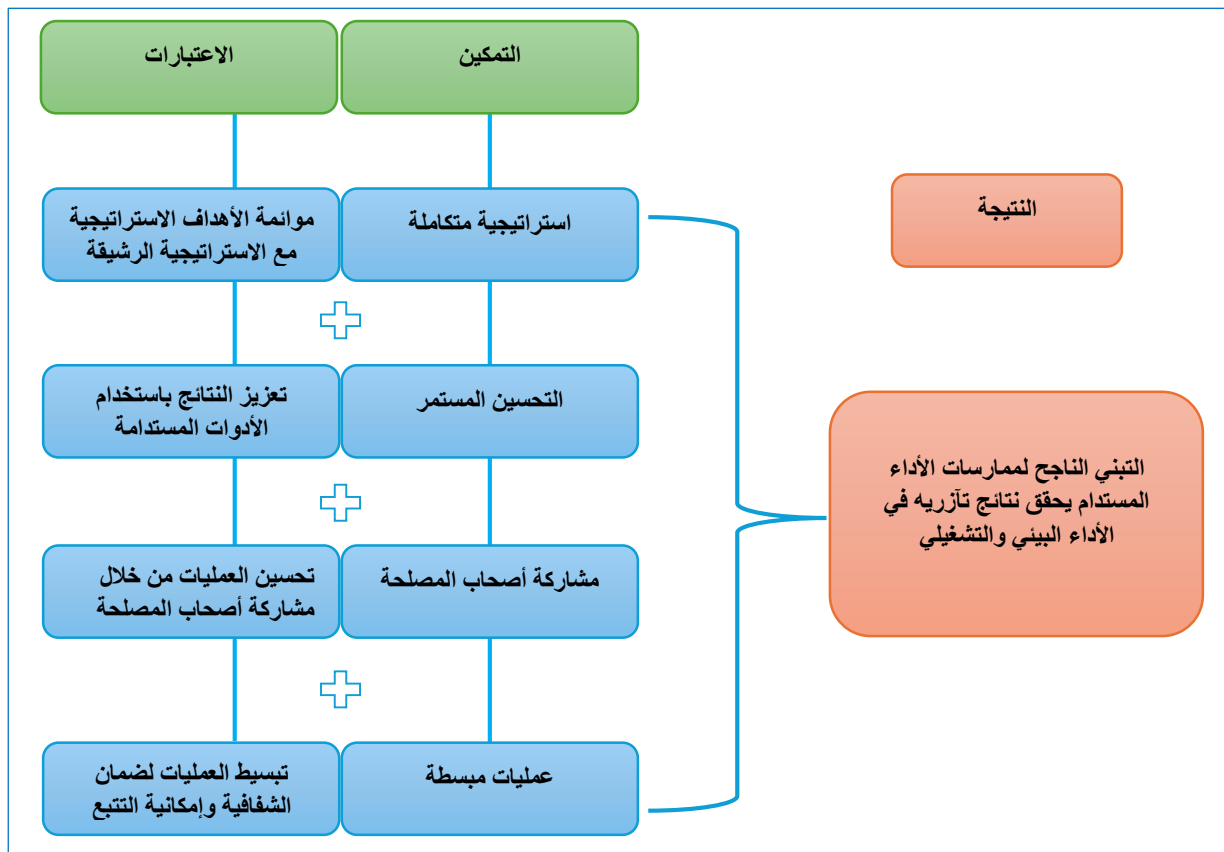 التمكين
الاعتبارات
النتيجة
استراتيجية متكاملة
موائمة الأهداف الاستراتيجية
مع الاستراتيجية الرشيقة
التحسين المستمر
تعزيز النتائج باستخدام
الأدوات المستدامة
التبني الناجح لممارسات الأداء
المستدام يحقق نتائج تآزريه في
الأداء البيئي والتشغيلي
مشاركة أصحاب المصلحة
تحسين العمليات من خلال
مشاركة أصحاب المصلحة
عمليات مبسطة
تبسيط العمليات لضمان
الشفافية وإمكانية التتبع